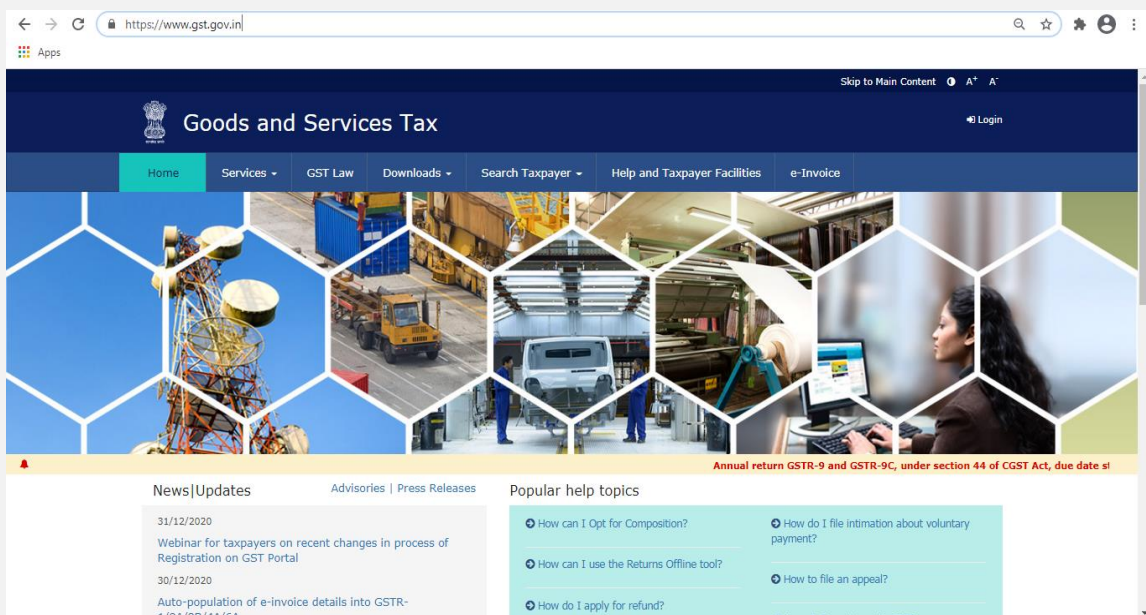 https://www.gst.gov.in
Apps
Skip to Main Content A+ A-
Goods and Services Tax
Login
Home Services GST Law Downloads Search Taxpayer Help and Taxpayer Facilities e-Invoice
Annual return GSTR-9 and GSTR-9C, under section 44 of CGST Act, due date
News|Updates Advisories | Press Releases
31/12/2020
Webinar for taxpayers on recent changes in process of
Registration on GST Portal
30/12/2020
Auto-population of e-invoice details into GSTR-
Popular help topics
How can I Opt for Composition?
How can I use the Returns Offline tool?
How do I apply for refund?
How do I file intimation about voluntary
payment?
How to file an appeal?